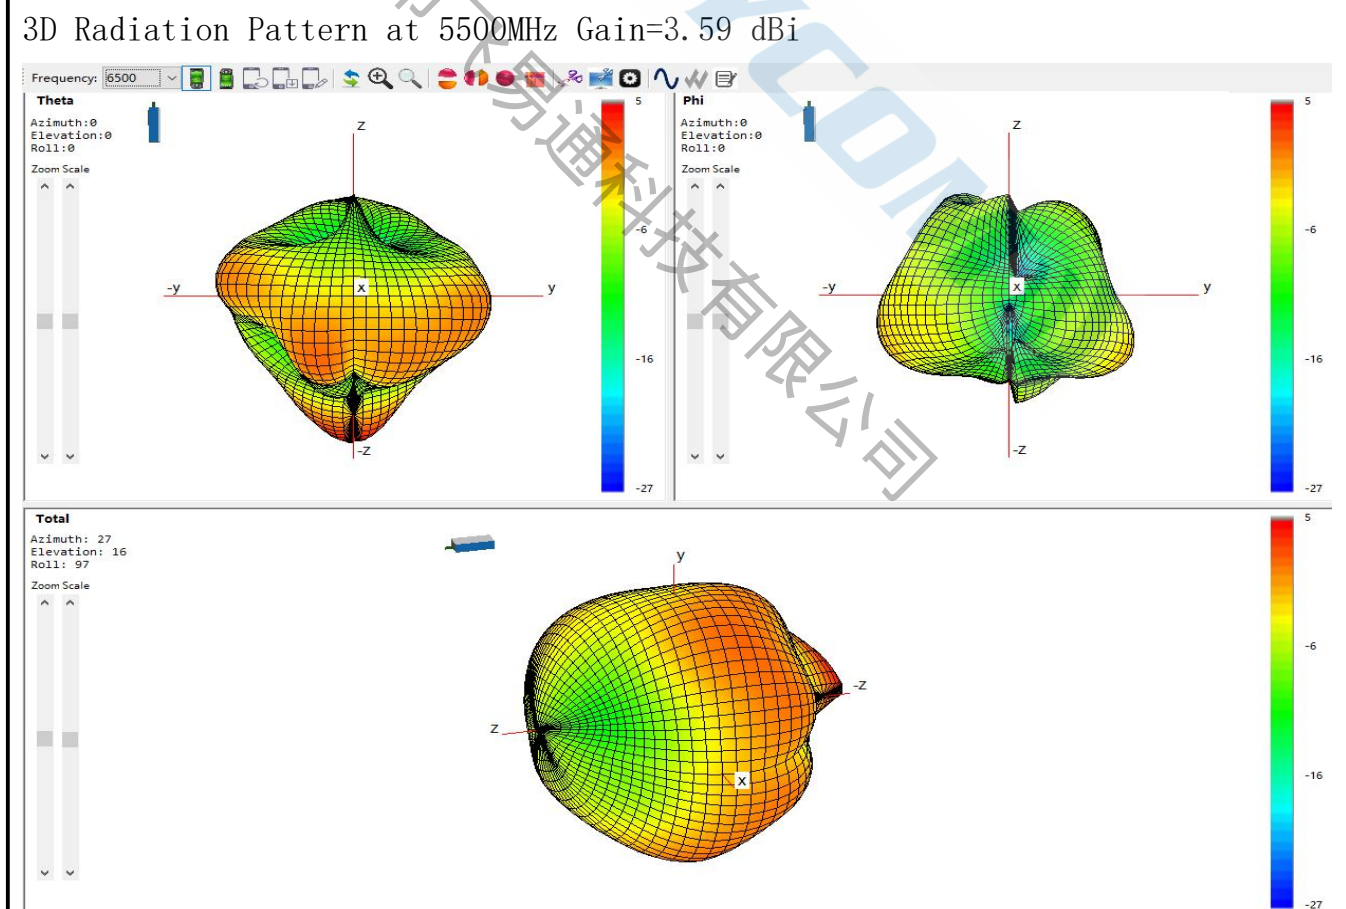 3D Radiation Pattern at 5500MHz Gain=3.59 dBi
Frequency: 6500
Theta
Azimuth:0
Elevation:0
Roll:0
Zoom Scale
z
-y
x
y
-z
5
-6
-16
-27
Phi
Azimuth:0
Elevation:0
Roll:0
Zoom Scale
z
-y
x
y
-z
5
-6
-16
-27
Total
Azimuth: 27
Elevation: 16
Roll: 97
Zoom Scale
y
-z
z
x
5
-6
-16
-27
飞易通科技有限公司
YCOM